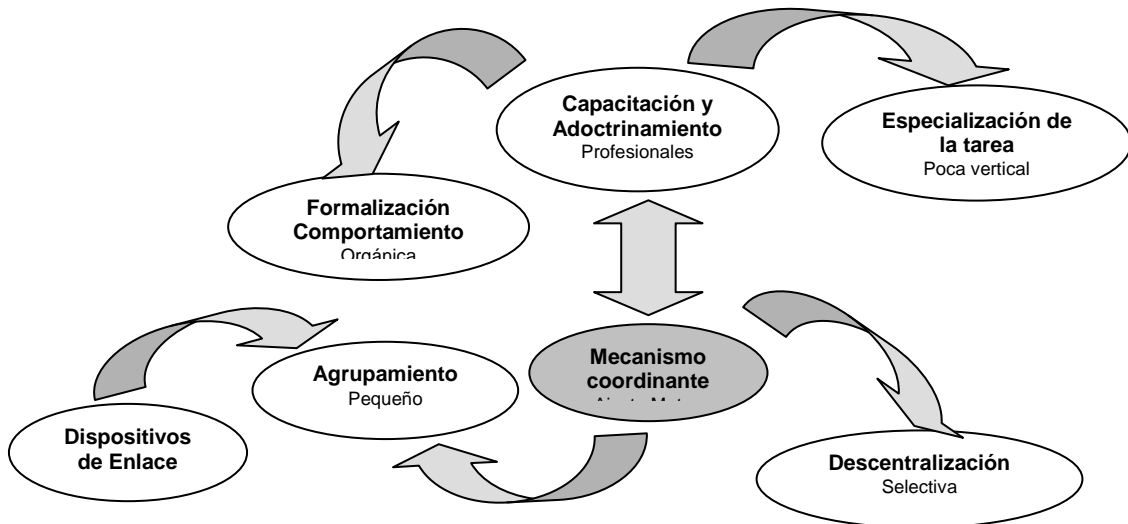 Capacitación y
Adoctrinamiento
Profesionales
Especialización de
la tarea
Poca vertical
Formalización
Comportamiento
Orgánica
Agrupamiento
Pequeño
Mecanismo
coordinante
Dispositivos
de Enlace
Descentralización
Selectiva